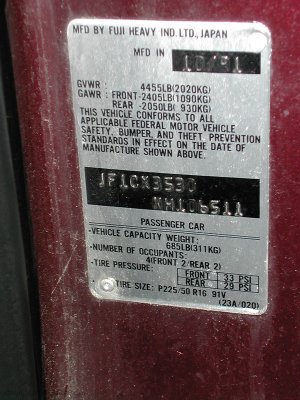 MFD BY FUJI HEAVY IND. LTD., JAPAN
MFD IN 10/91
GVWR 4455LB(2020KG)
GAWR : FRONT-2405LB(1090KG)
REAR -2050LB( 930KG)
THIS VEHICLE CONFORMS TO ALL
APPLICABLE FEDERAL MOTOR VEHICLE
SAFETY, BUMPER, AND THEFT PREVENTION
STANDARDS IN EFFECT ON THE DATE OF
MANUFACTURE SHOWN ABOVE.
JF1CX3530
NH106511
PASSENGER CAR
-VEHICLE CAPACITY WEIGHT:
685LB(311KG)
-NUMBER OF OCCUPANTS:
4(FRONT 2/REAR 2)
-TIRE PRESSURE:
FRONT 33 PSI
REAR 29 PSI
TIRE SIZE: P225/50 R16 91V
(23A/020)